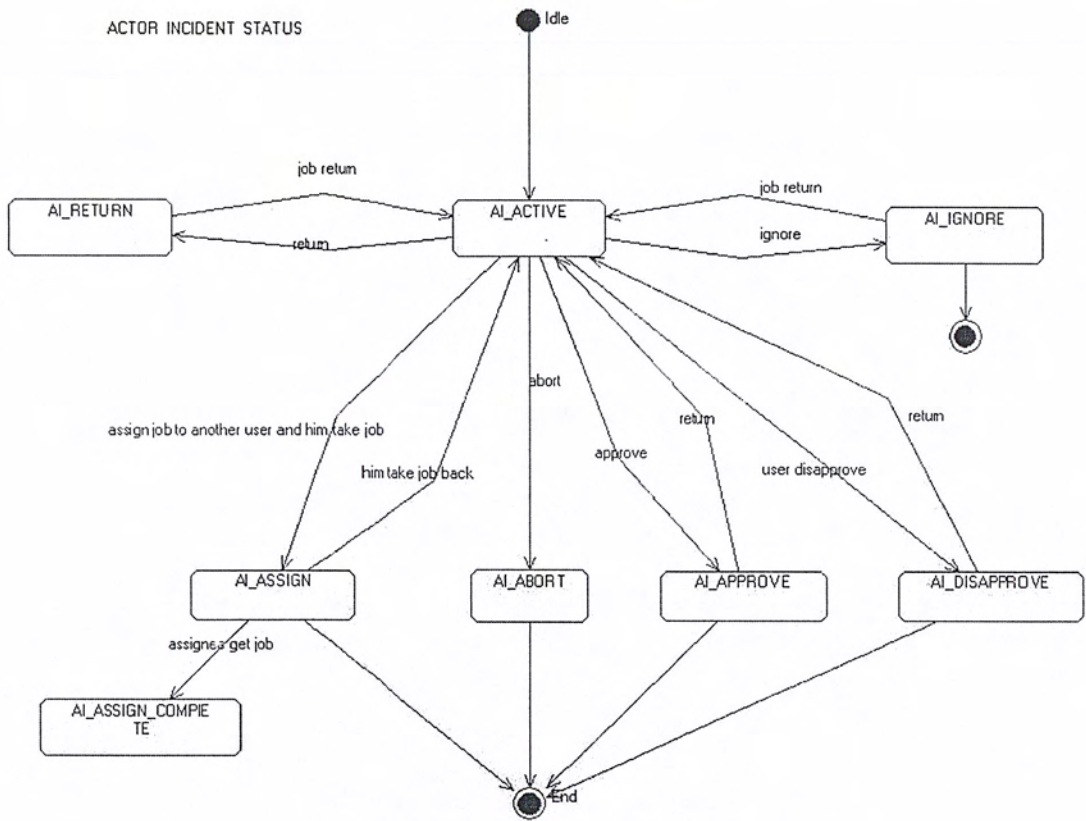 ACTOR INCIDENT STATUS
Idle
job return
job return
AI_RETURN
AI_ACTIVE
AI_IGNORE
return
ignore
abort
assign job to another user and him take job
return
return
approve
him take job back
user disapprove
AI_ASSIGN
AI_ABORT
AI_APPROVE
AI_DISAPPROVE
assignes get job
AI_ASSIGN_COMPIE
TE
End